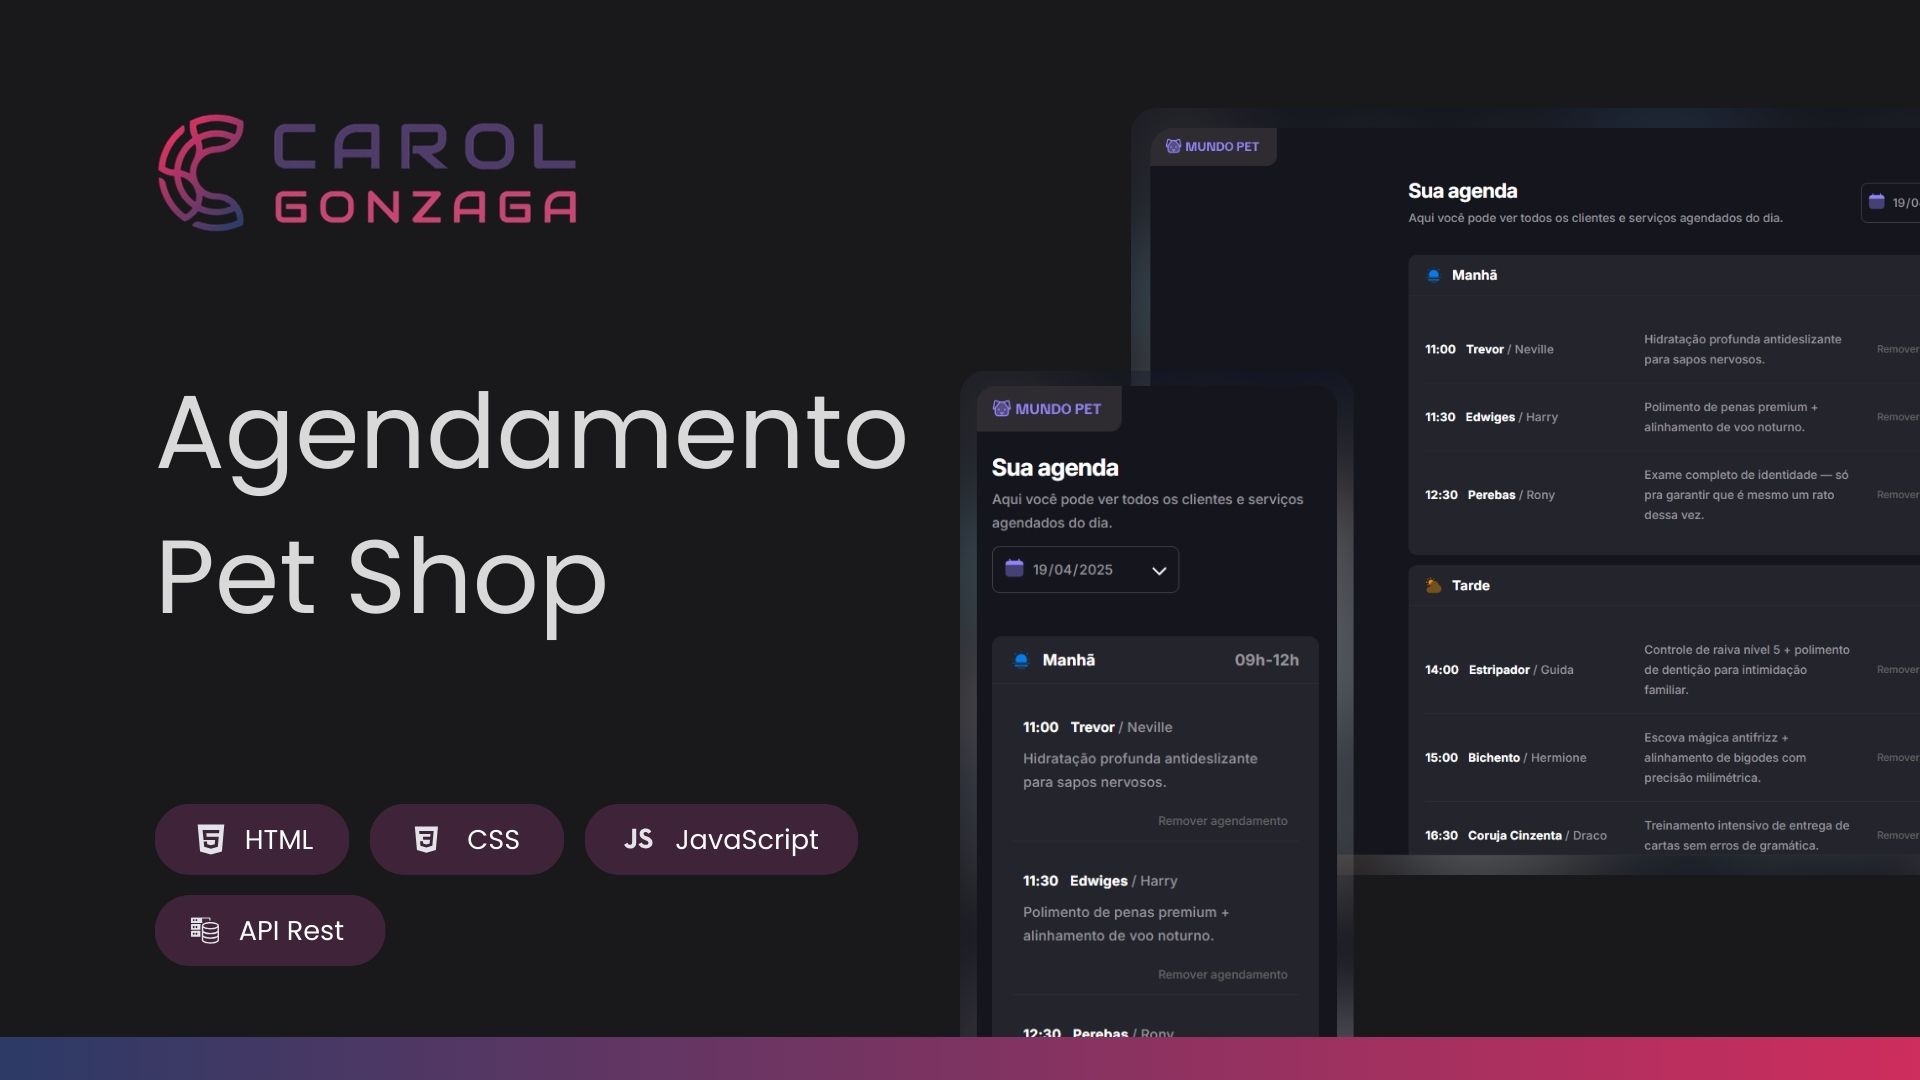 CAROL
GONZAGA
Agendamento
Pet Shop
HTML
CSS
JS JavaScript
API Rest
MUNDO PET
Sua agenda
Aqui você pode ver todos os clientes e serviços
agendados do dia.
19/04/2025
Manhã 09h-12h
11:00 Trevor / Neville
Hidratação profunda antideslizante
para sapos nervosos.
Remover agendamento
11:30 Edwiges / Harry
Polimento de penas premium +
alinhamento de voo noturno.
Remover agendamento
12:30 Perebas / Rony
MUNDO PET
Sua agenda
Aqui você pode ver todos os clientes e serviços agendados do dia.
19/0
Manhã
11:00 Trevor / Neville
Hidratação profunda antideslizante
para sapos nervosos.
Remover
11:30 Edwiges / Harry
Polimento de penas premium +
alinhamento de voo noturno.
Remover
12:30 Perebas / Rony
Exame completo de identidade — só
pra garantir que é mesmo um rato
dessa vez.
Remover
Tarde
14:00 Estripador / Guida
Controle de raiva nível 5 + polimento
de dentição para intimidação
familiar.
Remover
15:00 Bichento / Hermione
Escova mágica antifrizz +
alinhamento de bigodes com
precisão milimétrica.
Remover
16:30 Coruja Cinzenta / Draco
Treinamento intensivo de entrega de
cartas sem erros de gramática.
Remover